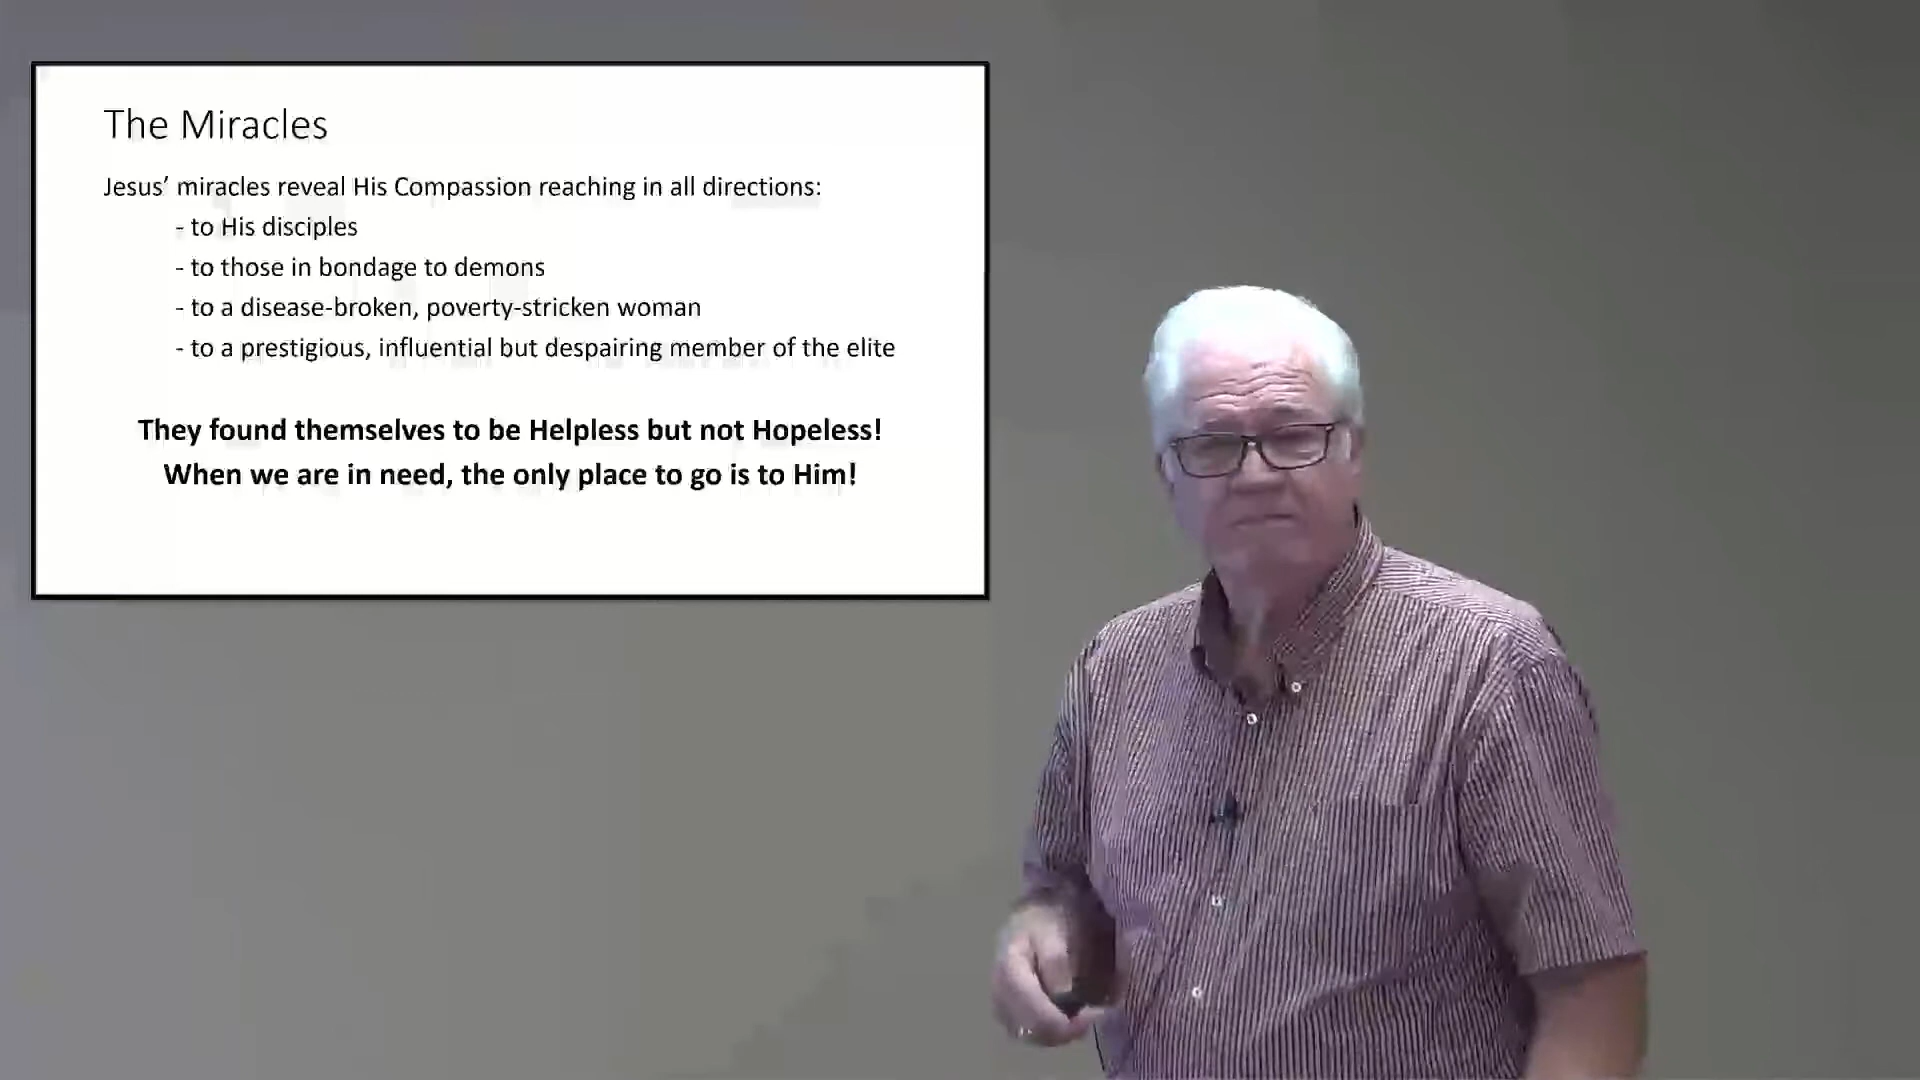 The Miracles
Jesus’ miracles reveal His Compassion reaching in all directions:
- to His disciples
- to those in bondage to demons
- to a disease-broken, poverty-stricken woman
- to a prestigious, influential but despairing member of the elite
They found themselves to be Helpless but not Hopeless!
When we are in need, the only place to go is to Him!